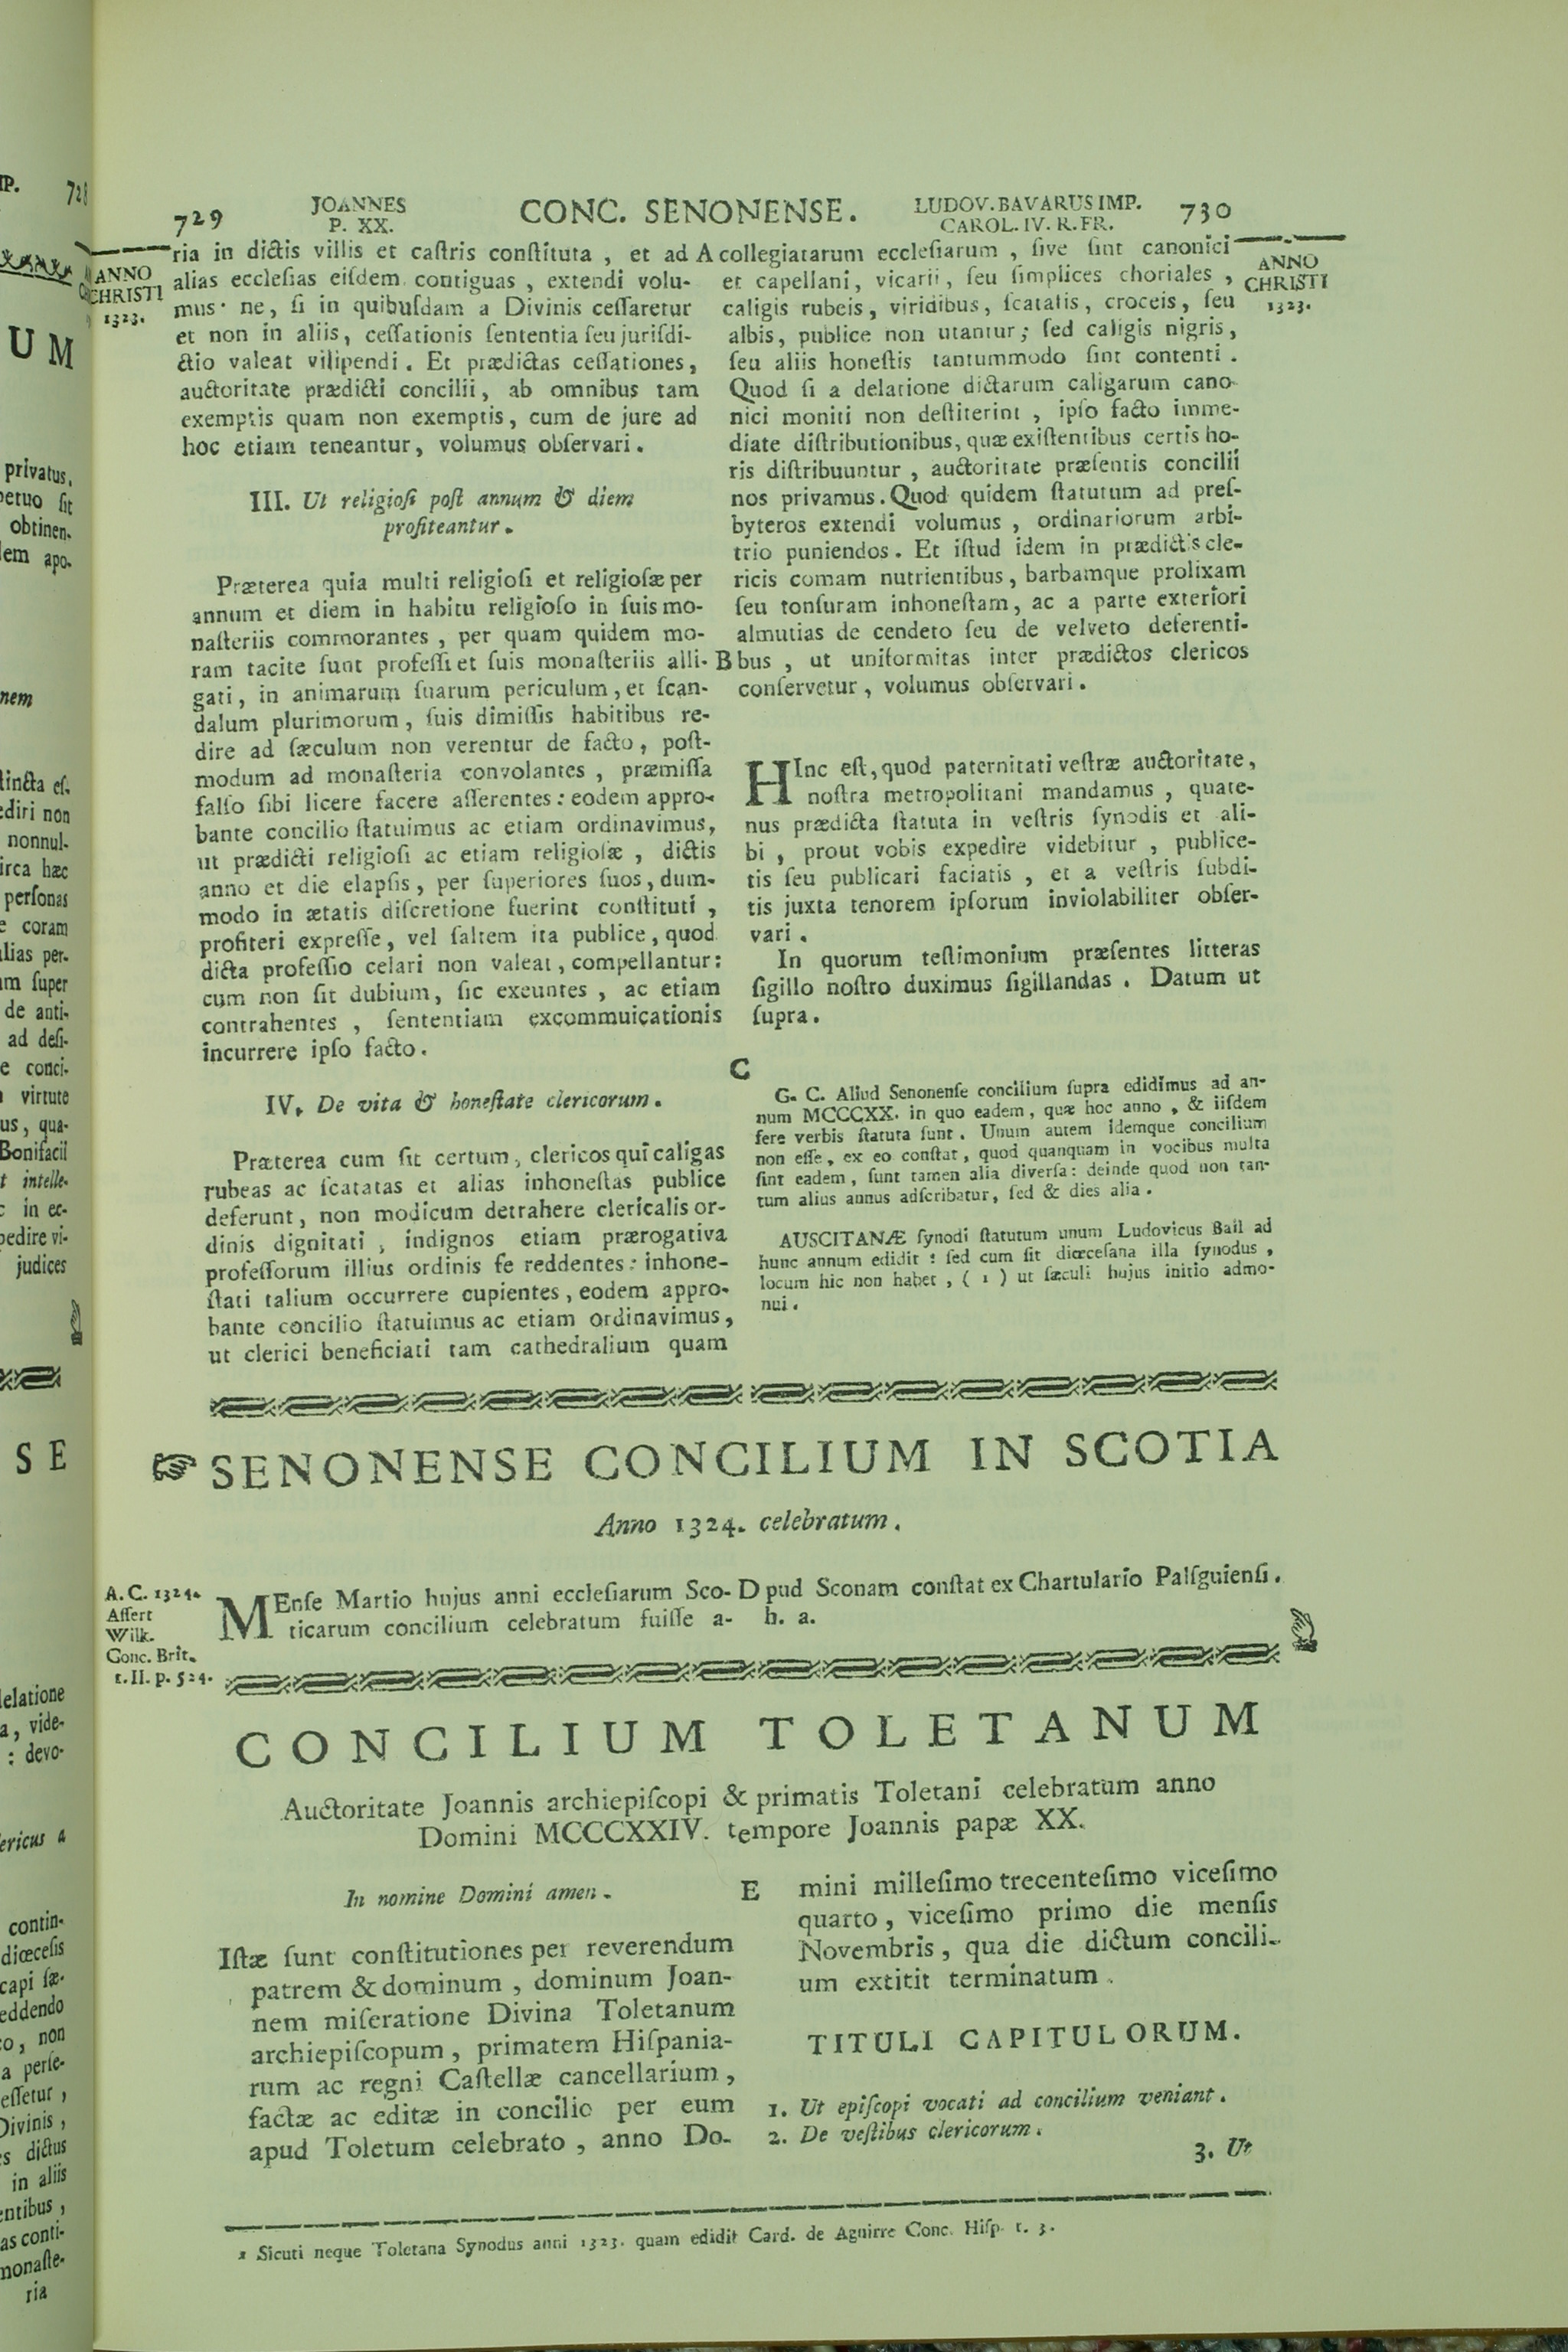 729
JOANNES
P. XX.
CONC. SENONENSE.
LUDOV. BAVARUS IMP.
CAROL. IV. R. FR.
730
ANNO
CHRISTI
1323.
ria in dictis villis et caſtris conſtituta , et ad
alias eccleſias eiſdem contiguas , extendi volu-
mus· ne, ſi in quibuſdam a Divinis ceſſaretur
et non in aliis, ceſſationis ſententia ſeu juriſdi-
ctio valeat vilipendi. Et prædictas ceſſationes,
auctoritate prædicti concilii, ab omnibus tam
exemptis quam non exemptis, cum de jure ad
hoc etiam teneantur, volumus obſervari.
III. Ut religioſi poſt annum & diem
profiteantur.
Præterea quia multi religioſi et religioſæ per
annum et diem in habitu religioſo in ſuis mo-
naſteriis commorantes , per quam quidem mo-
ram tacite ſunt profeſſi et ſuis monaſteriis alli-
gati, in animarum ſuarum periculum, et ſcan-
dalum plurimorum, ſuis dimiſſis habitibus re-
dire ad ſæculum non verentur de facto, poſt-
modum ad monaſteria convolantes , præmiſſa
falſo ſibi licere facere aſſerentes: eodem appro-
bante concilio ſtatuimus ac etiam ordinavimus,
ut prædicti religioſi ac etiam religioſæ , dictis
anno et die elapſis, per ſuperiores ſuos, dum-
modo in ætatis diſcretione fuerint conſtituti ,
profiteri expreſſe, vel ſaltem ita publice, quod
dicta profeſſio celari non valeat, compellantur:
cum non ſit dubium, ſic exeuntes , ac etiam
contrahentes , ſententiam excommuicationis
incurrere ipſo facto.
IV. De vita & honeſtate clericorum.
Præterea cum ſit certum, clericos qui caligas
rubeas ac ſcatatas et alias inhoneſtas publice
deferunt, non modicum detrahere clericalis or-
dinis dignitati , indignos etiam prærogativa
profeſſorum illius ordinis ſe reddentes: inhone-
ſtati talium occurrere cupientes, eodem appro-
bante concilio ſtatuimus ac etiam ordinavimus,
ut clerici beneficiati tam cathedralium quam
A
B
C
ANNO
CHRISTI
1323.
collegiatarum eccleſiarum , ſive ſint canonici
et capellani, vicarii, ſeu ſimplices choriales ,
caligis rubeis, viridibus, ſcatatis, croceis, ſeu
albis, publice non utantur; ſed caligis nigris,
ſeu aliis honeſtis tantummodo ſint contenti.
Quod ſi a delatione dictarum caligarum cano-
nici moniti non deſtiterint , ipſo facto imme-
diate diſtributionibus, quæ exiſtentibus certis ho-
ris diſtribuuntur , auctoritate præſentis concilii
nos privamus. Quod quidem ſtatutum ad preſ-
byteros extendi volumus , ordinariorum arbi-
trio puniendos. Et iſtud idem in prædictis cle-
ricis comam nutrientibus, barbamque prolixam
ſeu tonſuram inhoneſtam, ac a parte exteriori
almutias de cendeto ſeu de velveto deferenti-
bus , ut uniformitas inter prædictos clericos
conſervetur, volumus obſervari.
HInc eſt, quod paternitati veſtræ auctoritate,
noſtra metropolitani mandamus , quate-
nus prædicta ſtatuta in veſtris ſynodis et ali-
bi , prout vobis expedire videbitur , publice-
tis ſeu publicari faciatis , et a veſtris ſubdi-
tis juxta tenorem ipſorum inviolabiliter obſer-
vari.
In quorum teſtimonium præſentes litteras
ſigillo noſtro duximus ſigillandas. Datum ut
ſupra.
G. C. Aliud Senonenſe concilium ſupra edidimus ad an-
num MCCCXX. in quo eadem, quæ hoc anno, & iiſdem
fere verbis ſtatuta ſunt. Unum autem idemque concilium
non eſſe, ex eo conſtat, quod quanquam in vocibus multa
ſint eadem, ſunt tamen alia diverſa: deinde quod non tan-
tum alius annus adſcribatur, ſed & dies alia.
AUSCITANÆ ſynodi ſtatutum unum Ludovicus Bail ad
hunc annum edidit: ſed cum ſit diœceſana illa ſynodus,
locum hic non habet, ( 1 ) ut ſæculi hujus initio admo-
nui.
☞ SENONENSE CONCILIUM IN SCOTIA
Anno 1324. celebratum.
A. C. 1324.
Aſſert
Wilk.
Conc. Brit.
t. II. p. 524.
MEnſe Martio hujus anni eccleſiarum Sco-
ticarum concilium celebratum fuiſſe a-
D
pud Sconam conſtat ex Chartulario Palſguienſi.
h. a.
CONCILIUM TOLETANUM
Auctoritate Joannis archiepiſcopi & primatis Toletani celebratum anno
Domini MCCCXXIV. tempore Joannis papæ XX.
In nomine Domini amen.
Iſtæ ſunt conſtitutiones per reverendum
patrem & dominum , dominum Joan-
nem miſeratione Divina Toletanum
archiepiſcopum, primatem Hiſpania-
rum ac regni Caſtellæ cancellarium,
factæ ac editæ in concilio per eum
apud Toletum celebrato , anno Do-
E
mini milleſimo trecenteſimo viceſimo
quarto, viceſimo primo die menſis
Novembris, qua die dictum concili-
um extitit terminatum.
TITULI CAPITULORUM.
1. Ut epiſcopi vocati ad concilium veniant.
2. De veſtibus clericorum.
3. Ut
1 Sicuti neque Toletana Synodus anni 1323. quam edidit Card. de Aguirre Conc. Hiſp. t. 3.